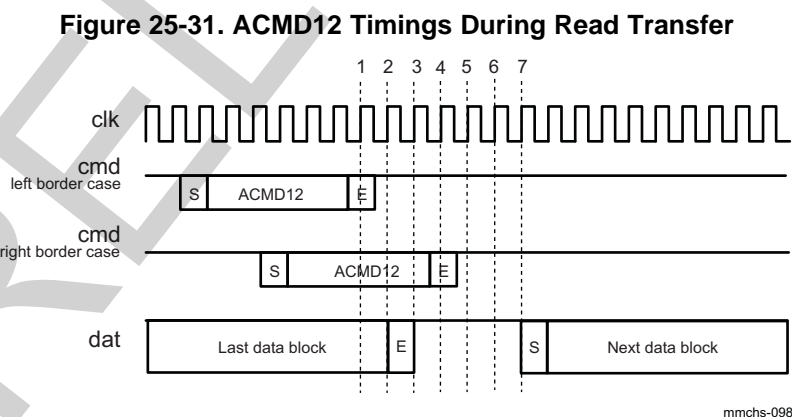 Figure 25-31. ACMD12 Timings During Read Transfer
1 2 3 4 5 6 7
clk
cmd
left border case
S ACMD12 E
cmd
right border case
S ACMD12 E
dat
Last data block E S Next data block
mmchs-098